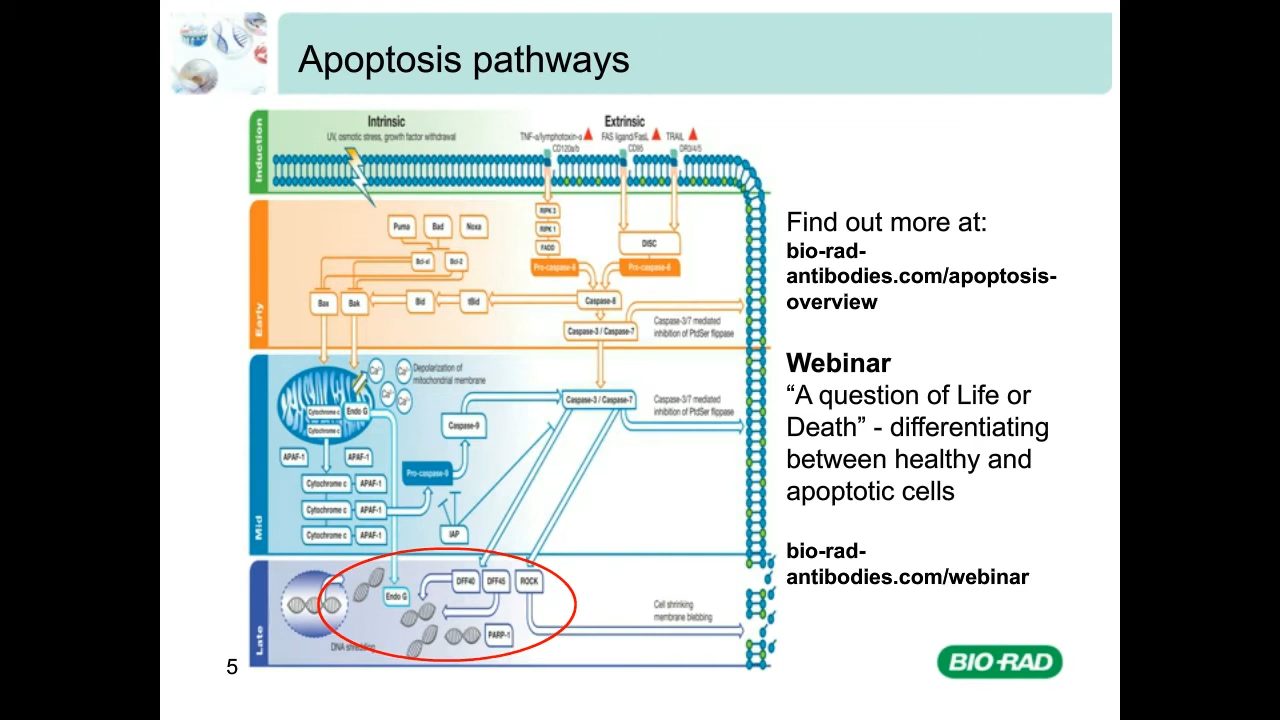 Apoptosis pathways
Induction
Intrinsic
UV, osmotic stress, growth factor withdrawal
Extrinsic
TNF-α/lymphotoxin-α
CD120a/b
FAS ligand/FasL
CD95
TRAIL
DR3/4/5
Early
Puma
Bad
Noxa
Bcl-xl
Bcl-2
Bax
Bak
Bid
tBid
RIPK 3
RIPK 1
FADD
Pro-caspase-8
DISC
Pro-caspase-8
Caspase-8
Caspase-3 / Caspase-7
Caspase-3/7 mediated
inhibition of PtdSer flippase
Mid
Ca²⁺
Ca²⁺
Ca²⁺
Ca²⁺
Depolarization of
mitochondrial membrane
Cytochrome c
Endo G
Cytochrome c
APAF-1
APAF-1
Cytochrome c
APAF-1
Cytochrome c
APAF-1
Cytochrome c
APAF-1
Pro-caspase-9
Caspase-9
IAP
Caspase-3 / Caspase-7
Caspase-3/7 mediated
inhibition of PtdSer flippase
Late
DNA shredding
Endo G
DFF40
DFF45
ROCK
PARP-1
Cell shrinking
membrane blebbing
Find out more at:
bio-rad-
antibodies.com/apoptosis-
overview
Webinar
“A question of Life or
Death” - differentiating
between healthy and
apoptotic cells
bio-rad-
antibodies.com/webinar
5
BIO-RAD